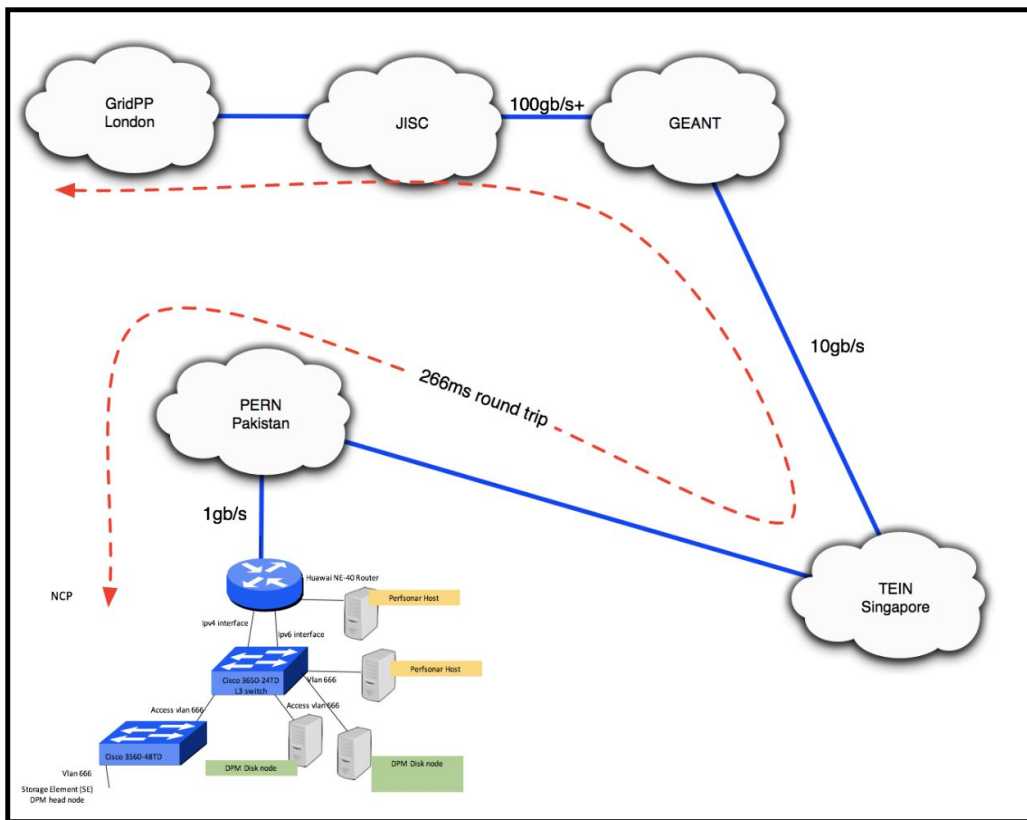 GridPP
London
JISC
100gb/s+
GEANT
10gb/s
266ms round trip
PERN
Pakistan
1gb/s
TEIN
Singapore
NCP
Huawai NE-40 Router
Perfsonar Host
Ipv4 interface
Ipv6 interface
Perfsonar Host
Cisco 3650-24TD
L3 switch
Vlan 666
Access vlan 666
Access vlan 666
Cisco 3560-48TD
DPM Disk node
DPM Disk node
Vlan 666
Storage Element (SE)
DPM head node